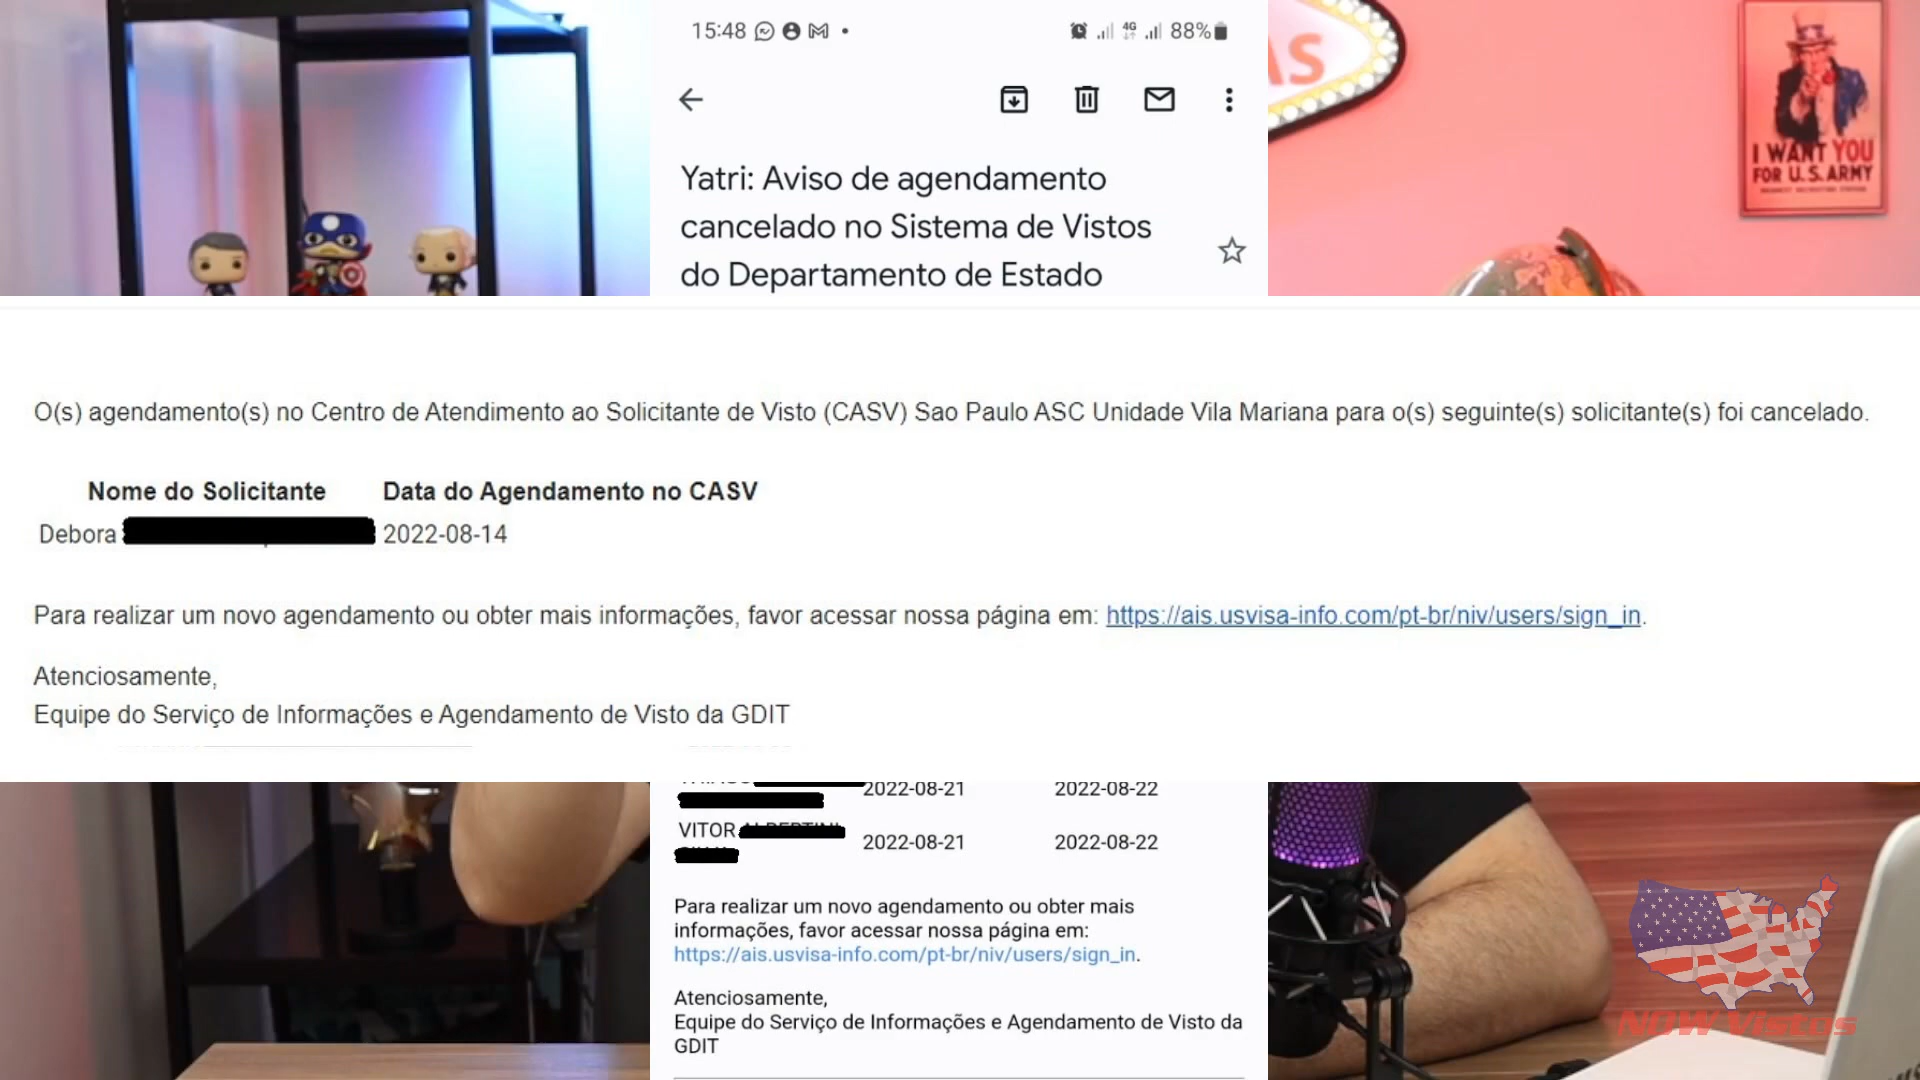 15:48
4G
88%
Yatri: Aviso de agendamento
cancelado no Sistema de Vistos
do Departamento de Estado
AS
I WANT YOU
FOR U.S. ARMY
O(s) agendamento(s) no Centro de Atendimento ao Solicitante de Visto (CASV) Sao Paulo ASC Unidade Vila Mariana para o(s) seguinte(s) solicitante(s) foi cancelado.
Nome do Solicitante Data do Agendamento no CASV
Debora 2022-08-14
Para realizar um novo agendamento ou obter mais informações, favor acessar nossa página em: https://ais.usvisa-info.com/pt-br/niv/users/sign_in.
Atenciosamente,
Equipe do Serviço de Informações e Agendamento de Visto da GDIT
2022-08-21 2022-08-22
VITOR 2022-08-21 2022-08-22
Para realizar um novo agendamento ou obter mais
informações, favor acessar nossa página em:
https://ais.usvisa-info.com/pt-br/niv/users/sign_in.
Atenciosamente,
Equipe do Serviço de Informações e Agendamento de Visto da
GDIT
NOW Vistos